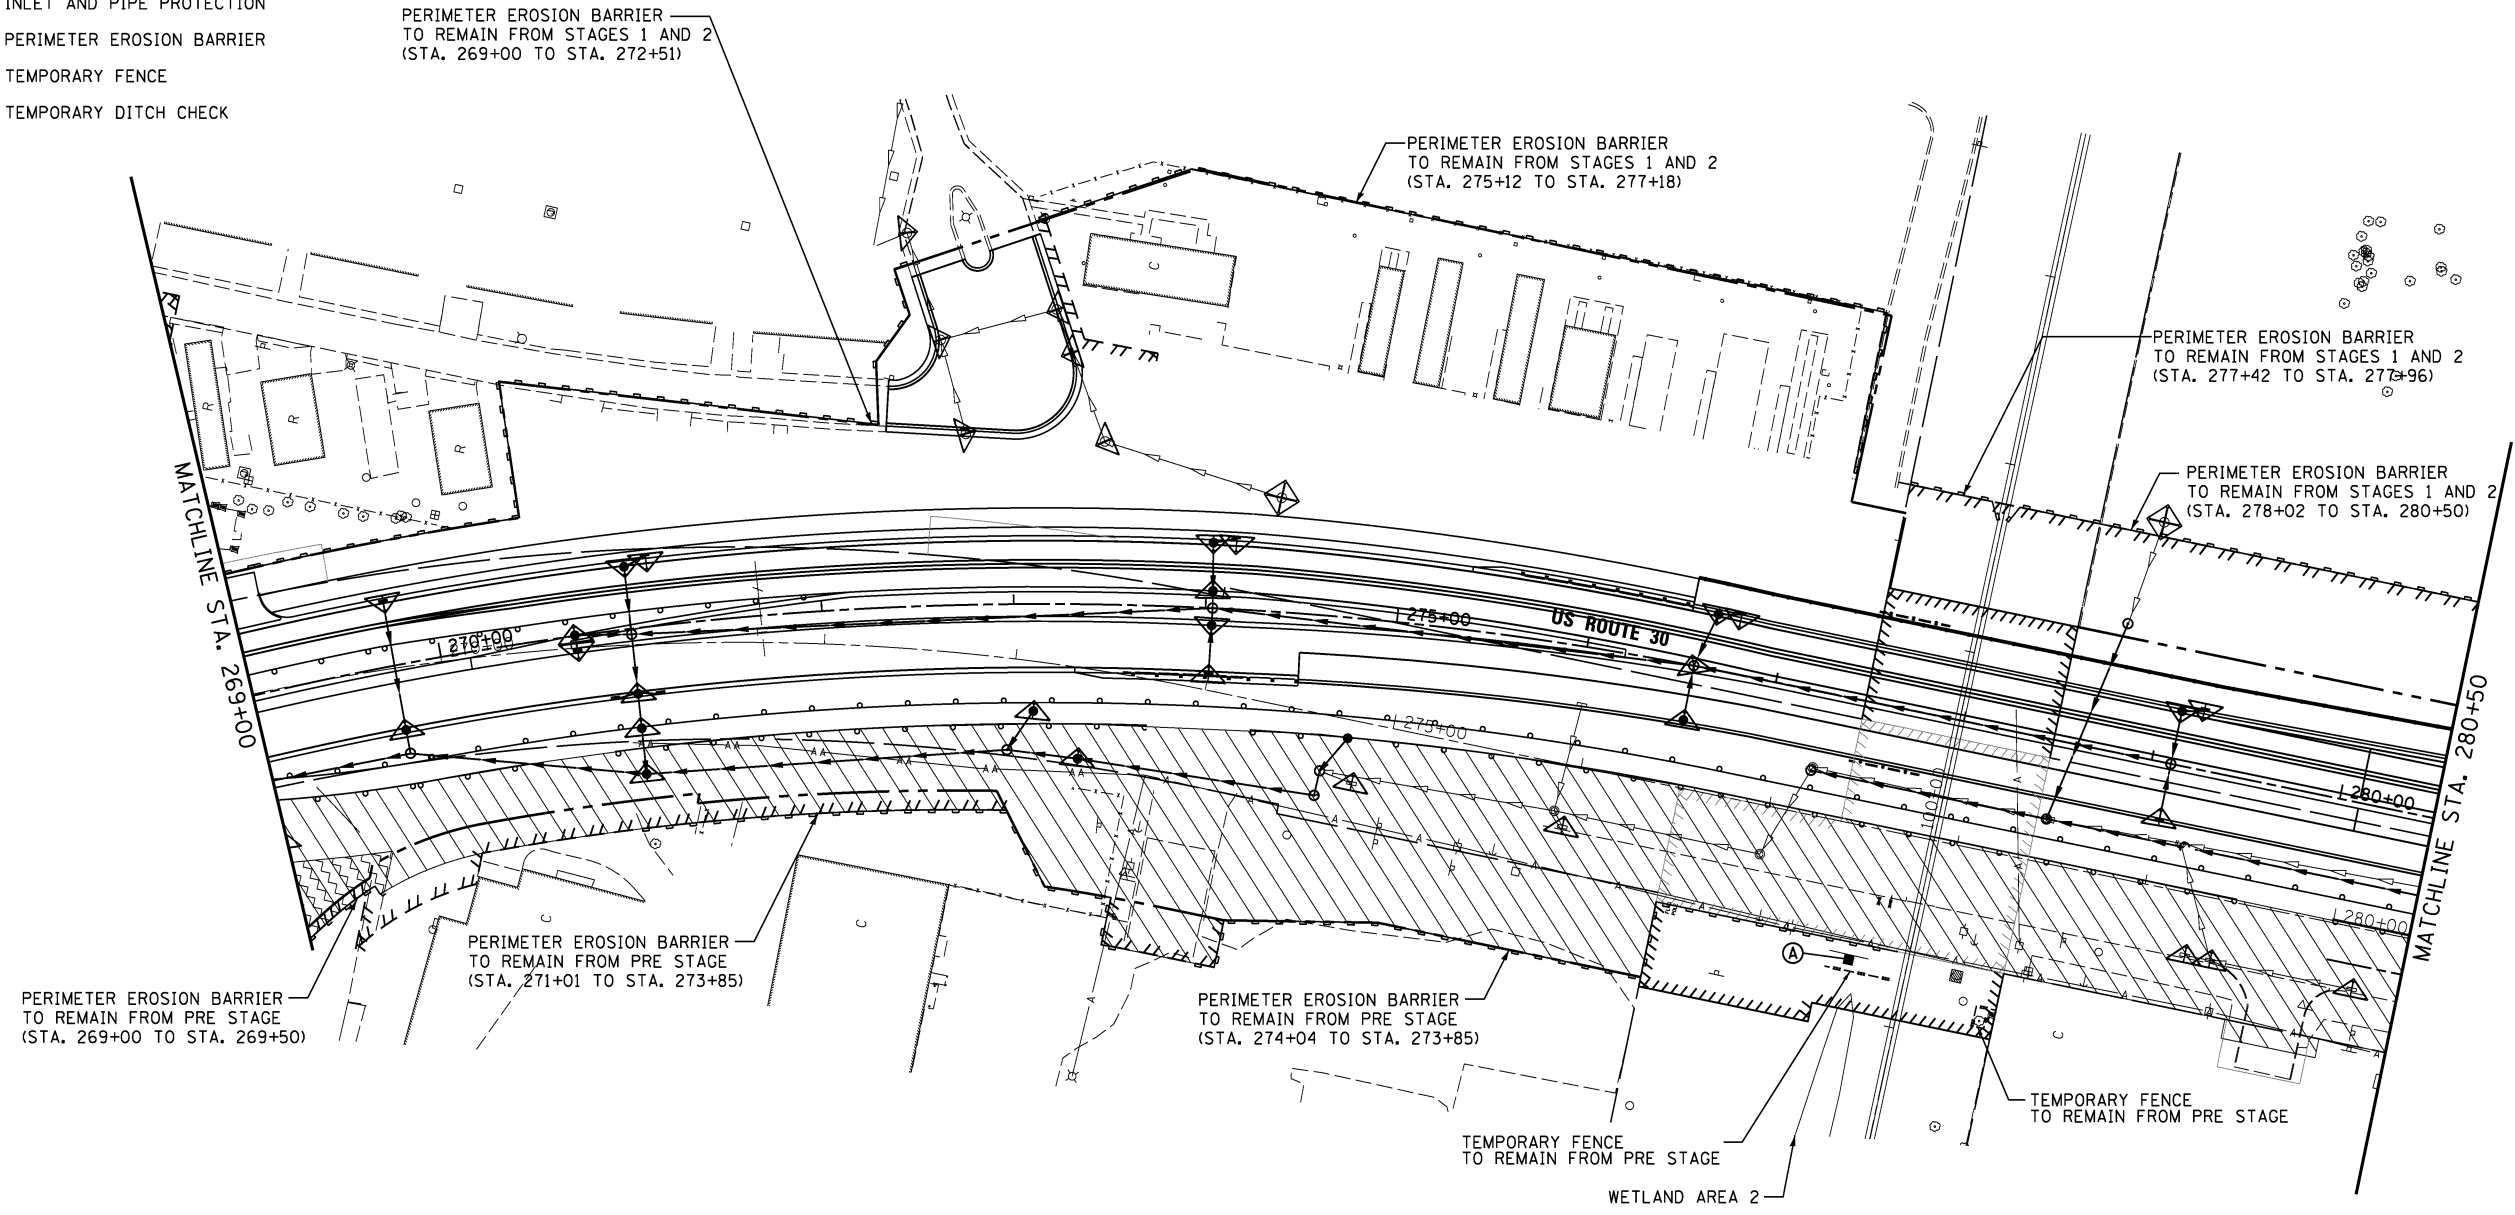 INLET AND PIPE PROTECTION
PERIMETER EROSION BARRIER
TEMPORARY FENCE
TEMPORARY DITCH CHECK
PERIMETER EROSION BARRIER
TO REMAIN FROM STAGES 1 AND 2
(STA. 269+00 TO STA. 272+51)
PERIMETER EROSION BARRIER
TO REMAIN FROM STAGES 1 AND 2
(STA. 275+12 TO STA. 277+18)
PERIMETER EROSION BARRIER
TO REMAIN FROM STAGES 1 AND 2
(STA. 277+42 TO STA. 277+96)
PERIMETER EROSION BARRIER
TO REMAIN FROM STAGES 1 AND 2
(STA. 278+02 TO STA. 280+50)
C
R
R
R
MATCHLINE STA. 269+00
270+00
275+00
US ROUTE 30
275+00
280+00
280+00
MATCHLINE STA. 280+50
C
C
C
A
PERIMETER EROSION BARRIER
TO REMAIN FROM PRE STAGE
(STA. 271+01 TO STA. 273+85)
PERIMETER EROSION BARRIER
TO REMAIN FROM PRE STAGE
(STA. 269+00 TO STA. 269+50)
PERIMETER EROSION BARRIER
TO REMAIN FROM PRE STAGE
(STA. 274+04 TO STA. 273+85)
TEMPORARY FENCE
TO REMAIN FROM PRE STAGE
TEMPORARY FENCE
TO REMAIN FROM PRE STAGE
WETLAND AREA 2